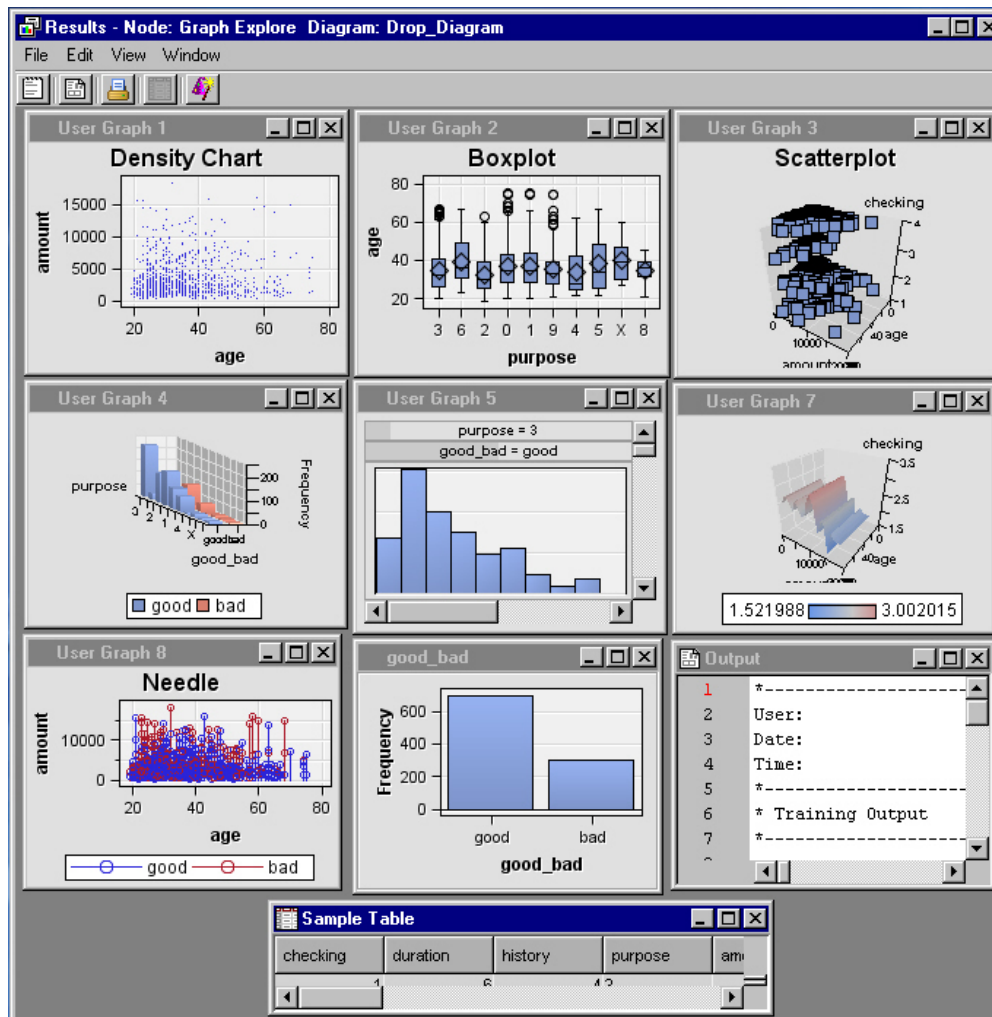 Results - Node: Graph Explore Diagram: Drop_Diagram
File Edit View Window
User Graph 1
Density Chart
amount
15000
10000
5000
0
20 40 60 80
age
User Graph 2
Boxplot
age
80
60
40
20
3 6 2 0 1 9 4 5 X 8
purpose
User Graph 3
Scatterplot
checking
4
3
2
1
0
10000
0
40 age
User Graph 4
purpose
3 2 1 4 X
Frequency
200
100
0
good_bad
good bad
User Graph 5
purpose = 3
good_bad = good
User Graph 7
checking
3.5
2.5
1.5
0
10000
0
40 age
1.521988 3.002015
User Graph 8
Needle
amount
10000
0
20 40 60 80
age
good bad
good_bad
Frequency
600
400
200
0
good bad
good_bad
Output
1 *----------------------
2 User:
3 Date:
4 Time:
5 *----------------------
6 * Training Output
7 *----------------------
Sample Table
checking duration history purpose